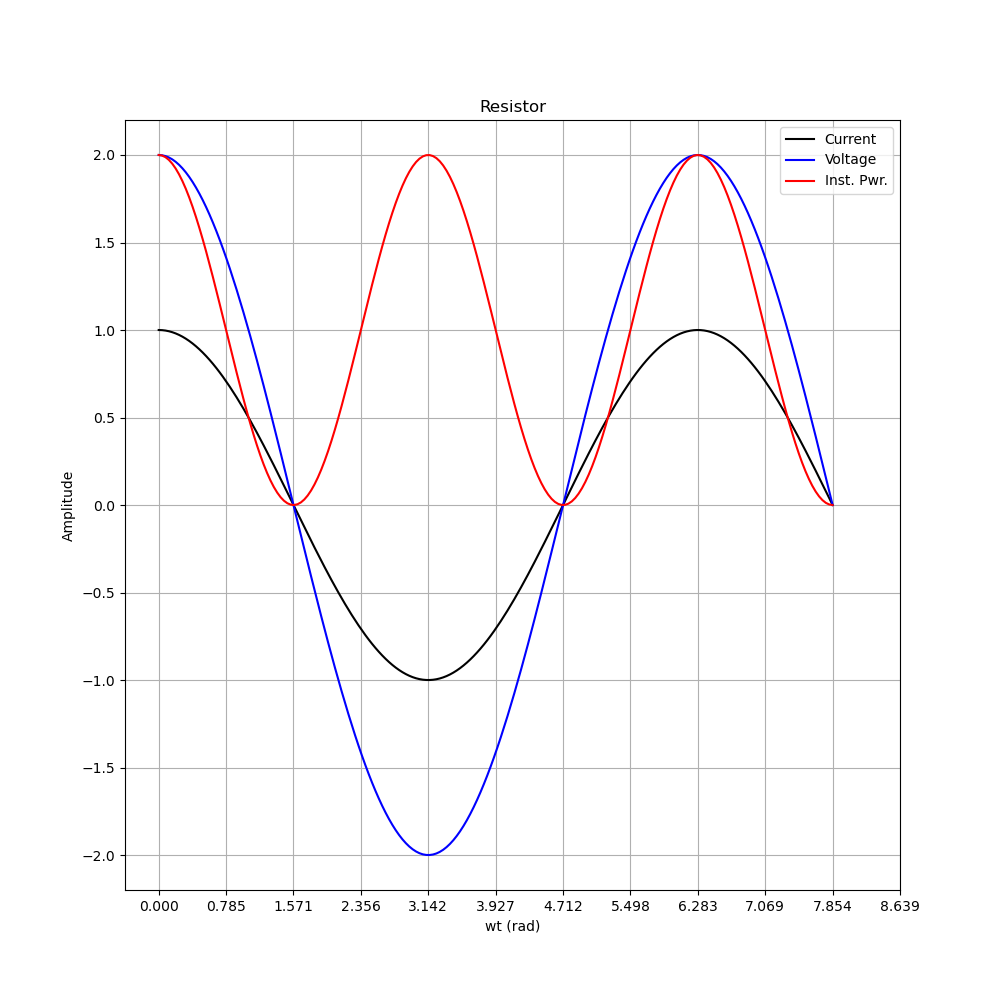 Resistor
Current
Voltage
Inst. Pwr.
2.0
1.5
1.0
0.5
0.0
−0.5
−1.0
−1.5
−2.0
Amplitude
0.000 0.785 1.571 2.356 3.142 3.927 4.712 5.498 6.283 7.069 7.854 8.639
wt (rad)